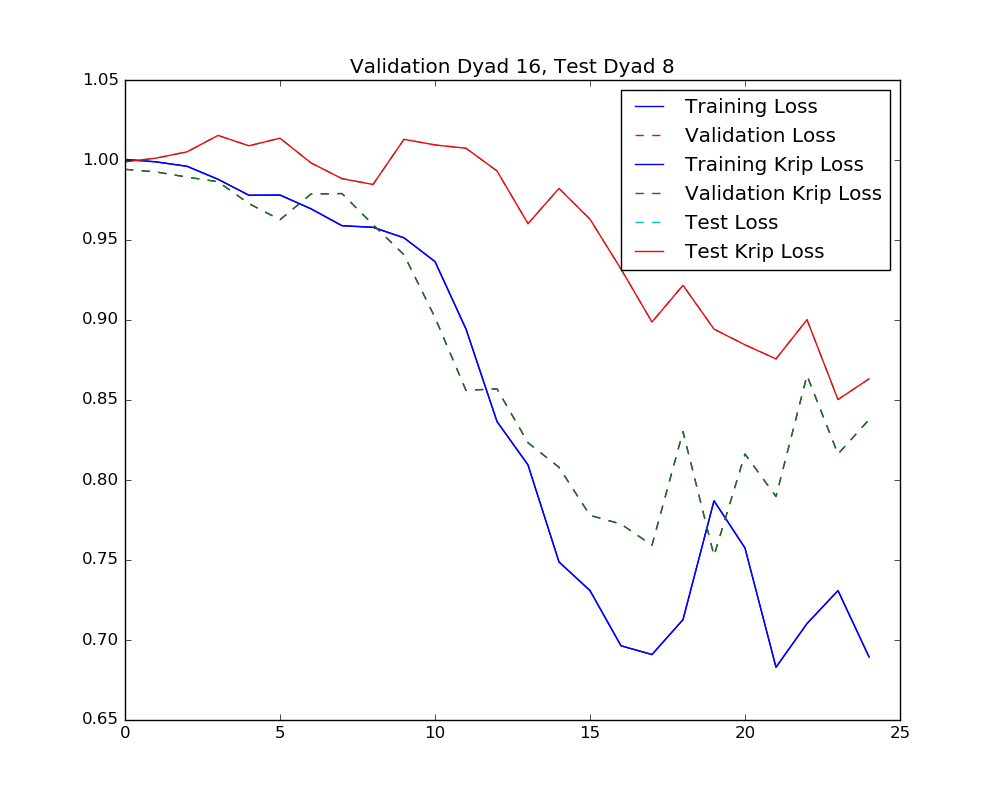 Validation Dyad 16, Test Dyad 8
1.05
1.00
0.95
0.90
0.85
0.80
0.75
0.70
0.65
0 5 10 15 20 25
Training Loss
Validation Loss
Training Krip Loss
Validation Krip Loss
Test Loss
Test Krip Loss